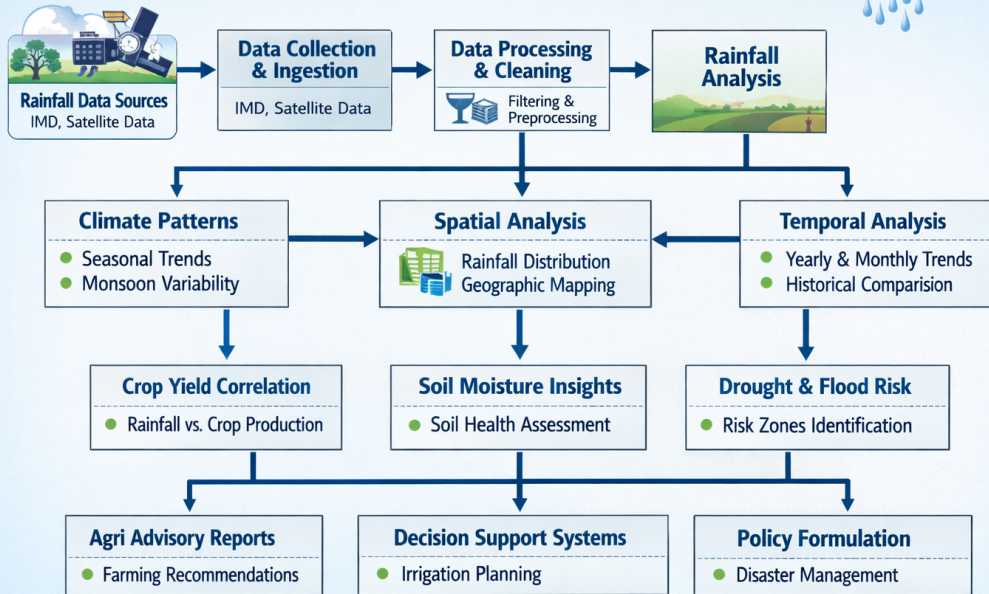 Rainfall Data Sources
IMD, Satellite Data
Data Collection
& Ingestion
IMD, Satellite Data
Data Processing
& Cleaning
Filtering &
Preprocessing
Rainfall
Analysis
Climate Patterns
Seasonal Trends
Monsoon Variability
Spatial Analysis
Rainfall Distribution
Geographic Mapping
Temporal Analysis
Yearly & Monthly Trends
Historical Comparision
Crop Yield Correlation
Rainfall vs. Crop Production
Soil Moisture Insights
Soil Health Assessment
Drought & Flood Risk
Risk Zones Identification
Agri Advisory Reports
Farming Recommendations
Decision Support Systems
Irrigation Planning
Policy Formulation
Disaster Management